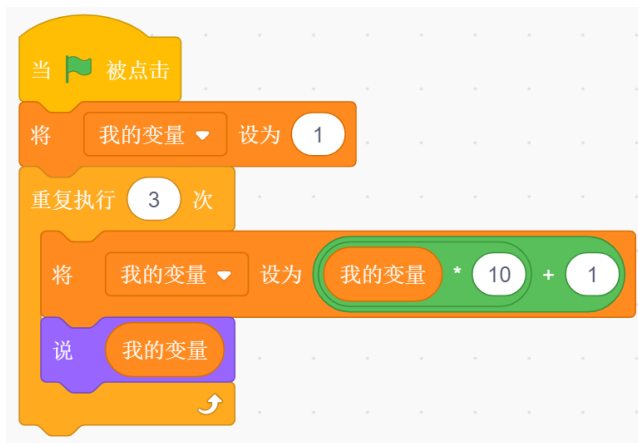 当 被点击
将 我的变量 设为 1
重复执行 3 次
将 我的变量 设为 我的变量 * 10 + 1
说 我的变量